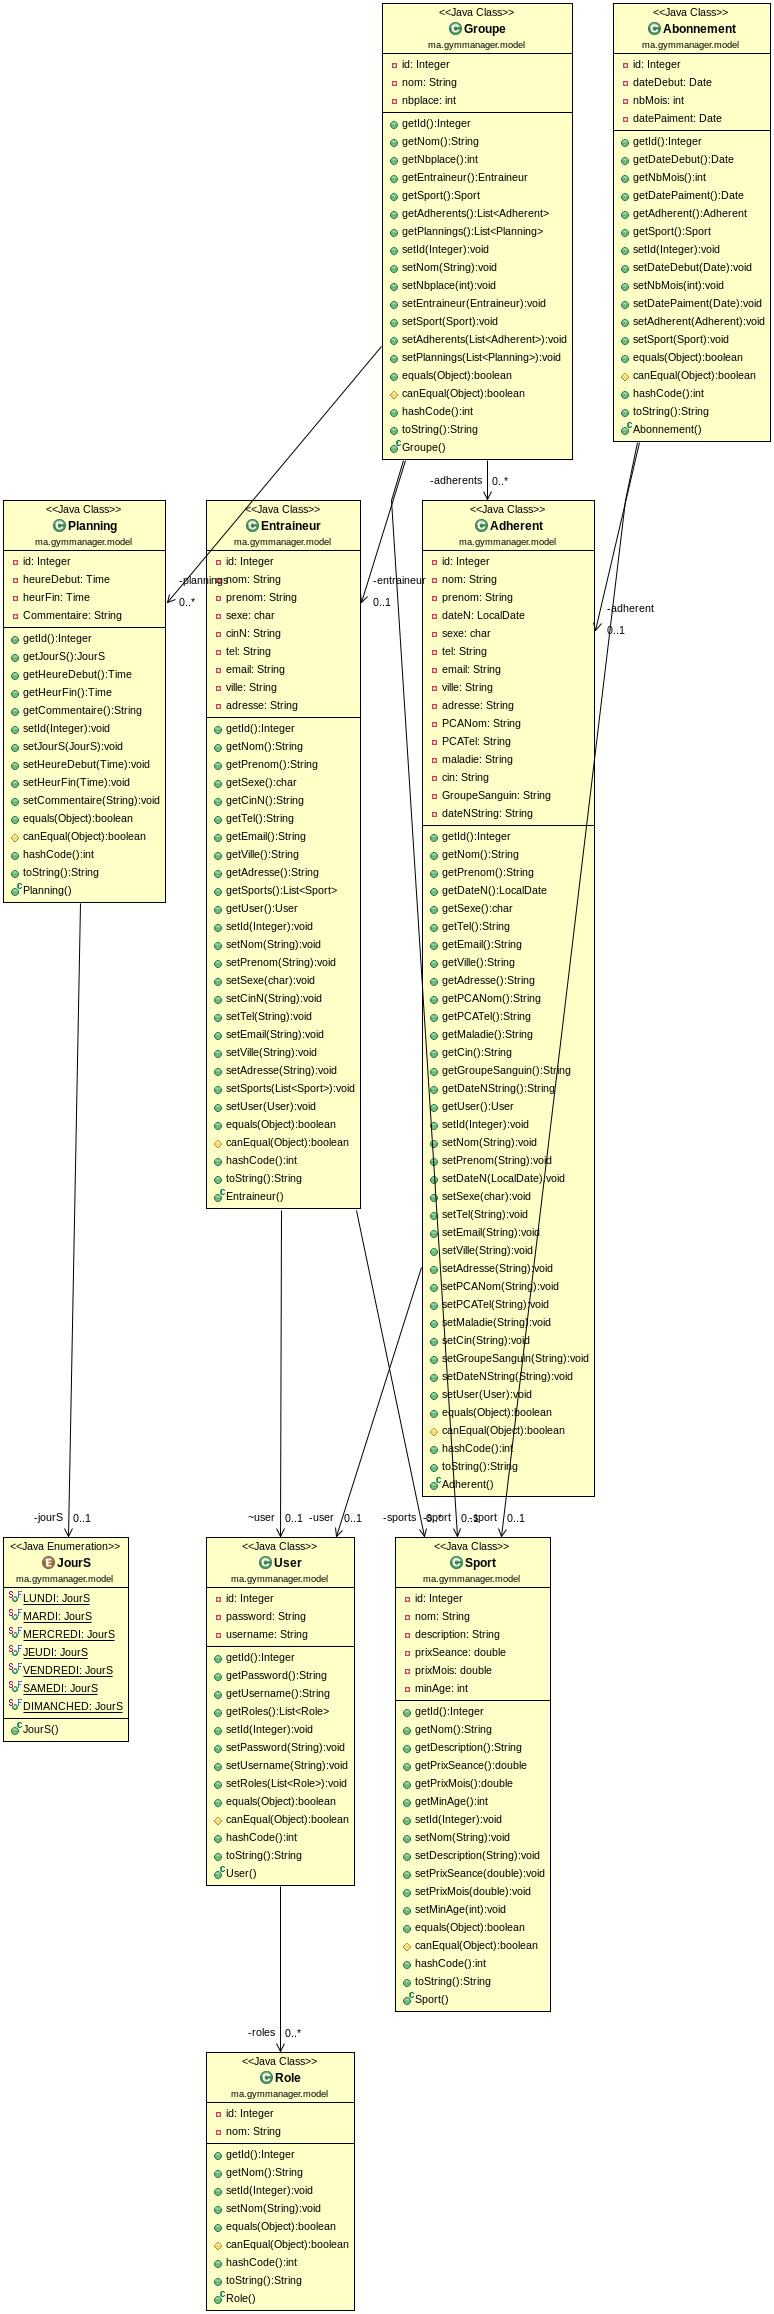 <<Java Class>>
Groupe
ma.gymmanager.model
id: Integer
nom: String
nbplace: int
getId():Integer
getNom():String
getNbplace():int
getEntraineur():Entraineur
getSport():Sport
getAdherents():List<Adherent>
getPlannings():List<Planning>
setId(Integer):void
setNom(String):void
setNbplace(int):void
setEntraineur(Entraineur):void
setSport(Sport):void
setAdherents(List<Adherent>):void
setPlannings(List<Planning>):void
equals(Object):boolean
canEqual(Object):boolean
hashCode():int
toString():String
Groupe()
<<Java Class>>
Abonnement
ma.gymmanager.model
id: Integer
dateDebut: Date
nbMois: int
datePaiment: Date
getId():Integer
getDateDebut():Date
getNbMois():int
getDatePaiment():Date
getAdherent():Adherent
getSport():Sport
setId(Integer):void
setDateDebut(Date):void
setNbMois(int):void
setDatePaiment(Date):void
setAdherent(Adherent):void
setSport(Sport):void
equals(Object):boolean
canEqual(Object):boolean
hashCode():int
toString():String
Abonnement()
-adherents 0..*
<<Java Class>>
Planning
ma.gymmanager.model
id: Integer
heureDebut: Time
heurFin: Time
Commentaire: String
getId():Integer
getJourS():JourS
getHeureDebut():Time
getHeurFin():Time
getCommentaire():String
setId(Integer):void
setJourS(JourS):void
setHeureDebut(Time):void
setHeurFin(Time):void
setCommentaire(String):void
equals(Object):boolean
canEqual(Object):boolean
hashCode():int
toString():String
Planning()
-plannings
0..*
<<Java Class>>
Entraineur
ma.gymmanager.model
id: Integer
nom: String
prenom: String
sexe: char
cinN: String
tel: String
email: String
ville: String
adresse: String
getId():Integer
getNom():String
getPrenom():String
getSexe():char
getCinN():String
getTel():String
getEmail():String
getVille():String
getAdresse():String
getSports():List<Sport>
getUser():User
setId(Integer):void
setNom(String):void
setPrenom(String):void
setSexe(char):void
setCinN(String):void
setTel(String):void
setEmail(String):void
setVille(String):void
setAdresse(String):void
setSports(List<Sport>):void
setUser(User):void
equals(Object):boolean
canEqual(Object):boolean
hashCode():int
toString():String
Entraineur()
-entraineur
0..1
<<Java Class>>
Adherent
ma.gymmanager.model
id: Integer
nom: String
prenom: String
dateN: LocalDate
sexe: char
tel: String
email: String
ville: String
adresse: String
PCANom: String
PCATel: String
maladie: String
cin: String
GroupeSanguin: String
dateNString: String
getId():Integer
getNom():String
getPrenom():String
getDateN():LocalDate
getSexe():char
getTel():String
getEmail():String
getVille():String
getAdresse():String
getPCANom():String
getPCATel():String
getMaladie():String
getCin():String
getGroupeSanguin():String
getDateNString():String
getUser():User
setId(Integer):void
setNom(String):void
setPrenom(String):void
setDateN(LocalDate):void
setSexe(char):void
setTel(String):void
setEmail(String):void
setVille(String):void
setAdresse(String):void
setPCANom(String):void
setPCATel(String):void
setMaladie(String):void
setCin(String):void
setGroupeSanguin(String):void
setDateNString(String):void
setUser(User):void
equals(Object):boolean
canEqual(Object):boolean
hashCode():int
toString():String
Adherent()
-adherent
0..1
-jourS 0..1
~user 0..1
-user 0..1
-sports 0..*
-sport 0..1
-sport 0..1
<<Java Enumeration>>
JourS
ma.gymmanager.model
LUNDI: JourS
MARDI: JourS
MERCREDI: JourS
JEUDI: JourS
VENDREDI: JourS
SAMEDI: JourS
DIMANCHED: JourS
JourS()
<<Java Class>>
User
ma.gymmanager.model
id: Integer
password: String
username: String
getId():Integer
getPassword():String
getUsername():String
getRoles():List<Role>
setId(Integer):void
setPassword(String):void
setUsername(String):void
setRoles(List<Role>):void
equals(Object):boolean
canEqual(Object):boolean
hashCode():int
toString():String
User()
<<Java Class>>
Sport
ma.gymmanager.model
id: Integer
nom: String
description: String
prixSeance: double
prixMois: double
minAge: int
getId():Integer
getNom():String
getDescription():String
getPrixSeance():double
getPrixMois():double
getMinAge():int
setId(Integer):void
setNom(String):void
setDescription(String):void
setPrixSeance(double):void
setPrixMois(double):void
setMinAge(int):void
equals(Object):boolean
canEqual(Object):boolean
hashCode():int
toString():String
Sport()
-roles 0..*
<<Java Class>>
Role
ma.gymmanager.model
id: Integer
nom: String
getId():Integer
getNom():String
setId(Integer):void
setNom(String):void
equals(Object):boolean
canEqual(Object):boolean
hashCode():int
toString():String
Role()